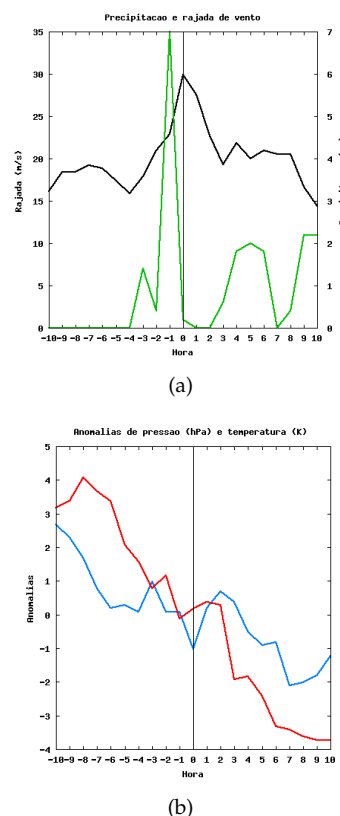 Precipitacao e rajada de vento
35
30
25
20
15
10
5
0
7
6
5
4
3
2
1
0
Rajada (m/s)
-10 -9 -8 -7 -6 -5 -4 -3 -2 -1 0 1 2 3 4 5 6 7 8 9 10
Hora
(a)
Anomalias de pressao (hPa) e temperatura (K)
5
4
3
2
1
0
-1
-2
-3
-4
Anomalias
-10 -9 -8 -7 -6 -5 -4 -3 -2 -1 0 1 2 3 4 5 6 7 8 9 10
Hora
(b)